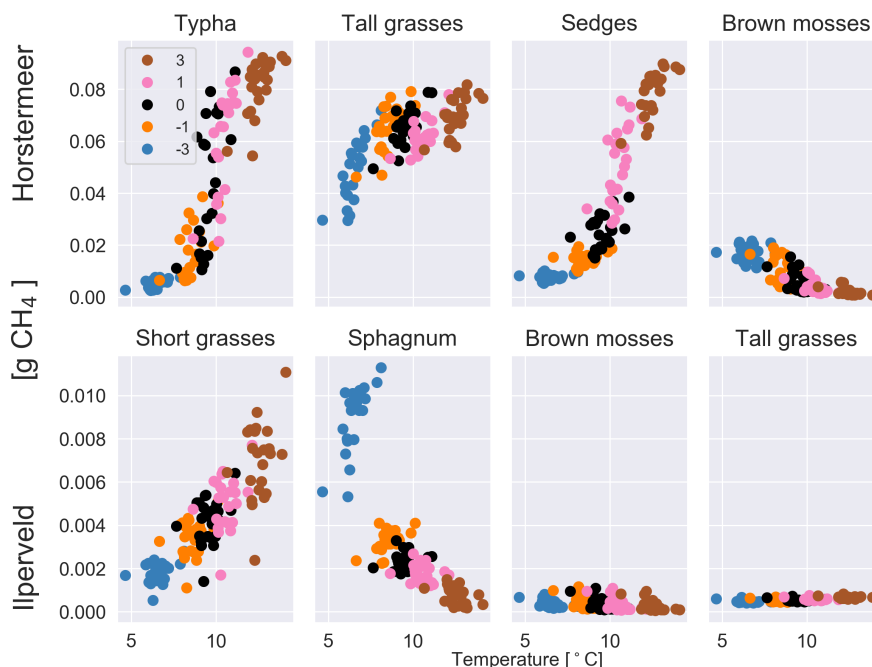 Typha
Tall grasses
Sedges
Brown mosses
3
1
0
-1
-3
0.08
0.06
0.04
0.02
0.00
Horstermeer
[g CH4 ]
Short grasses
Sphagnum
Brown mosses
Tall grasses
0.010
0.008
0.006
0.004
0.002
0.000
Ilperveld
5 10 5 10 5 10 5 10
Temperature [ °C]